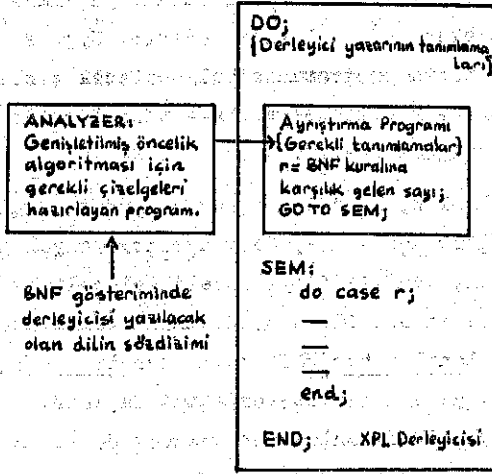 DO;
{Derleyici yazarının tanımlama
ları}
ANALYZER:
Genişletilmiş öncelik
algoritması için
gerekli çizelgeleri
hazırlayan program.
Ayrıştırma Programı
{Gerekli tanımlamalar}
r= BNF kuralına
karşılık gelen sayı;
GO TO SEM;
BNF gösteriminde
derleyicisi yazılacak
olan dilin sözdizimi
SEM:
do case r;
—
—
—
end;
END; XPL Derleyicisi